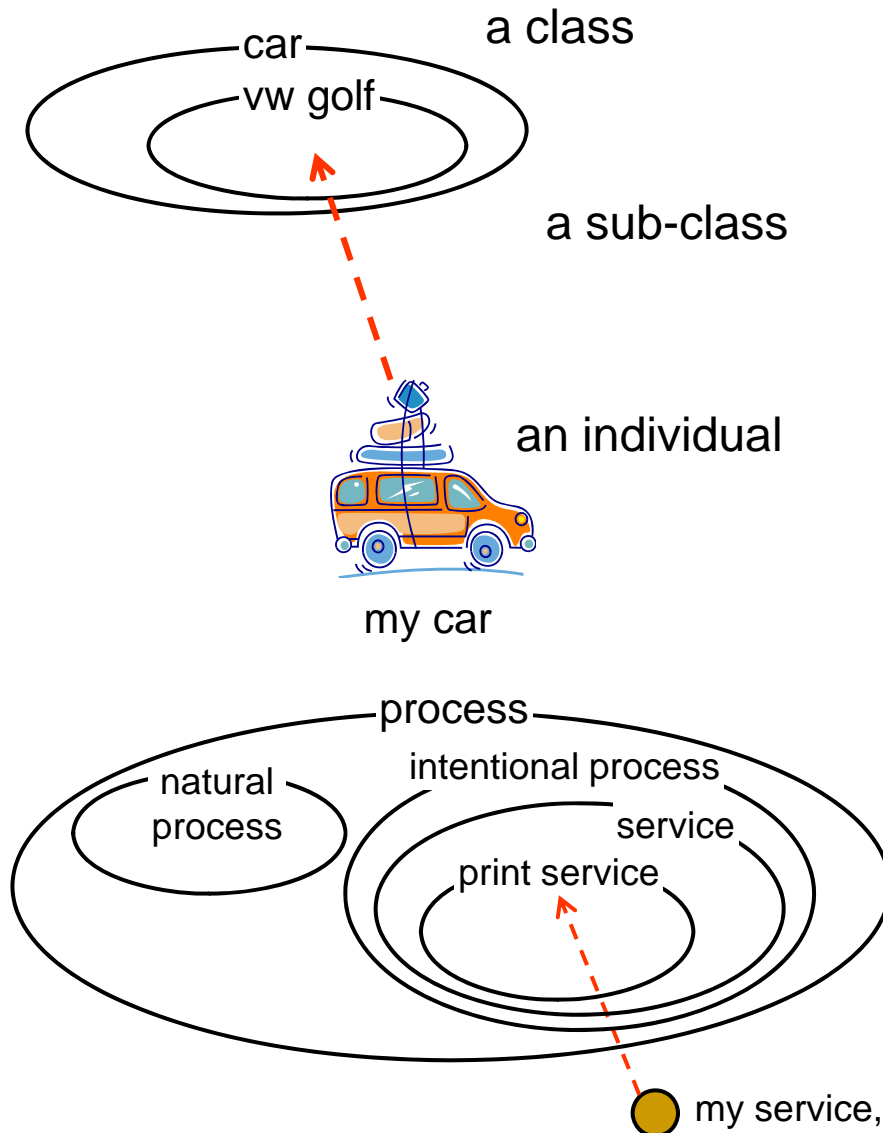 a class
car
vw golf
a sub-class
an individual
my car
process
intentional process
natural
process
service
print service
my service,